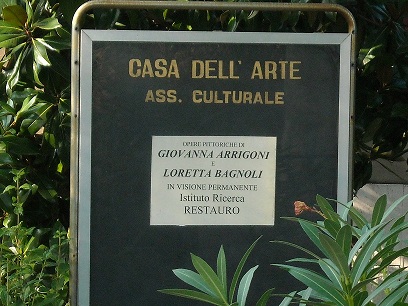 CASA DELL' ARTE
ASS. CULTURALE
OPERE PITTORICHE DI
GIOVANNA ARRIGONI
E
LORETTA BAGNOLI
IN VISIONE PERMANENTE
Istituto Ricerca
RESTAURO